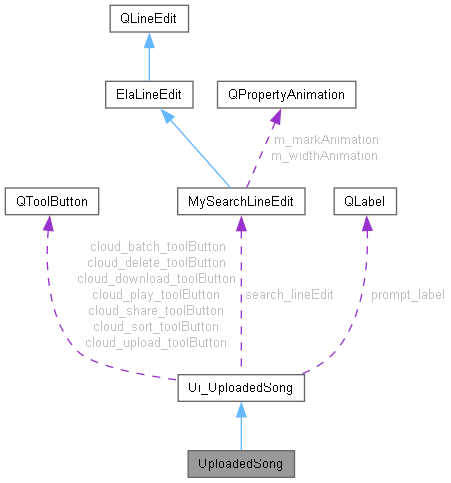 QLineEdit
ElaLineEdit
QPropertyAnimation
m_markAnimation
m_widthAnimation
QToolButton
MySearchLineEdit
QLabel
cloud_batch_toolButton
cloud_delete_toolButton
cloud_download_toolButton
cloud_play_toolButton
cloud_share_toolButton
cloud_sort_toolButton
cloud_upload_toolButton
search_lineEdit
prompt_label
Ui_UploadedSong
UploadedSong